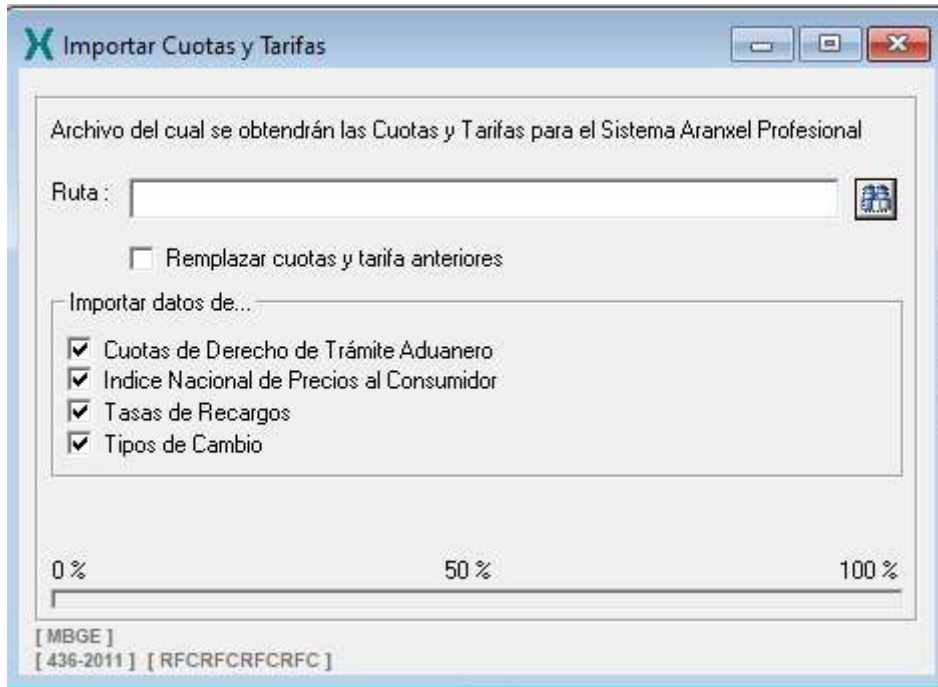 Importar Cuotas y Tarifas
Archivo del cual se obtendrán las Cuotas y Tarifas para el Sistema Aranxel Profesional
Ruta :
Remplazar cuotas y tarifa anteriores
Importar datos de...
Cuotas de Derecho de Trámite Aduanero
Indice Nacional de Precios al Consumidor
Tasas de Recargos
Tipos de Cambio
0 % 50 % 100 %
[ MBGE ]
[ 436-2011 ] [ RFCRFCRFCRFC ]